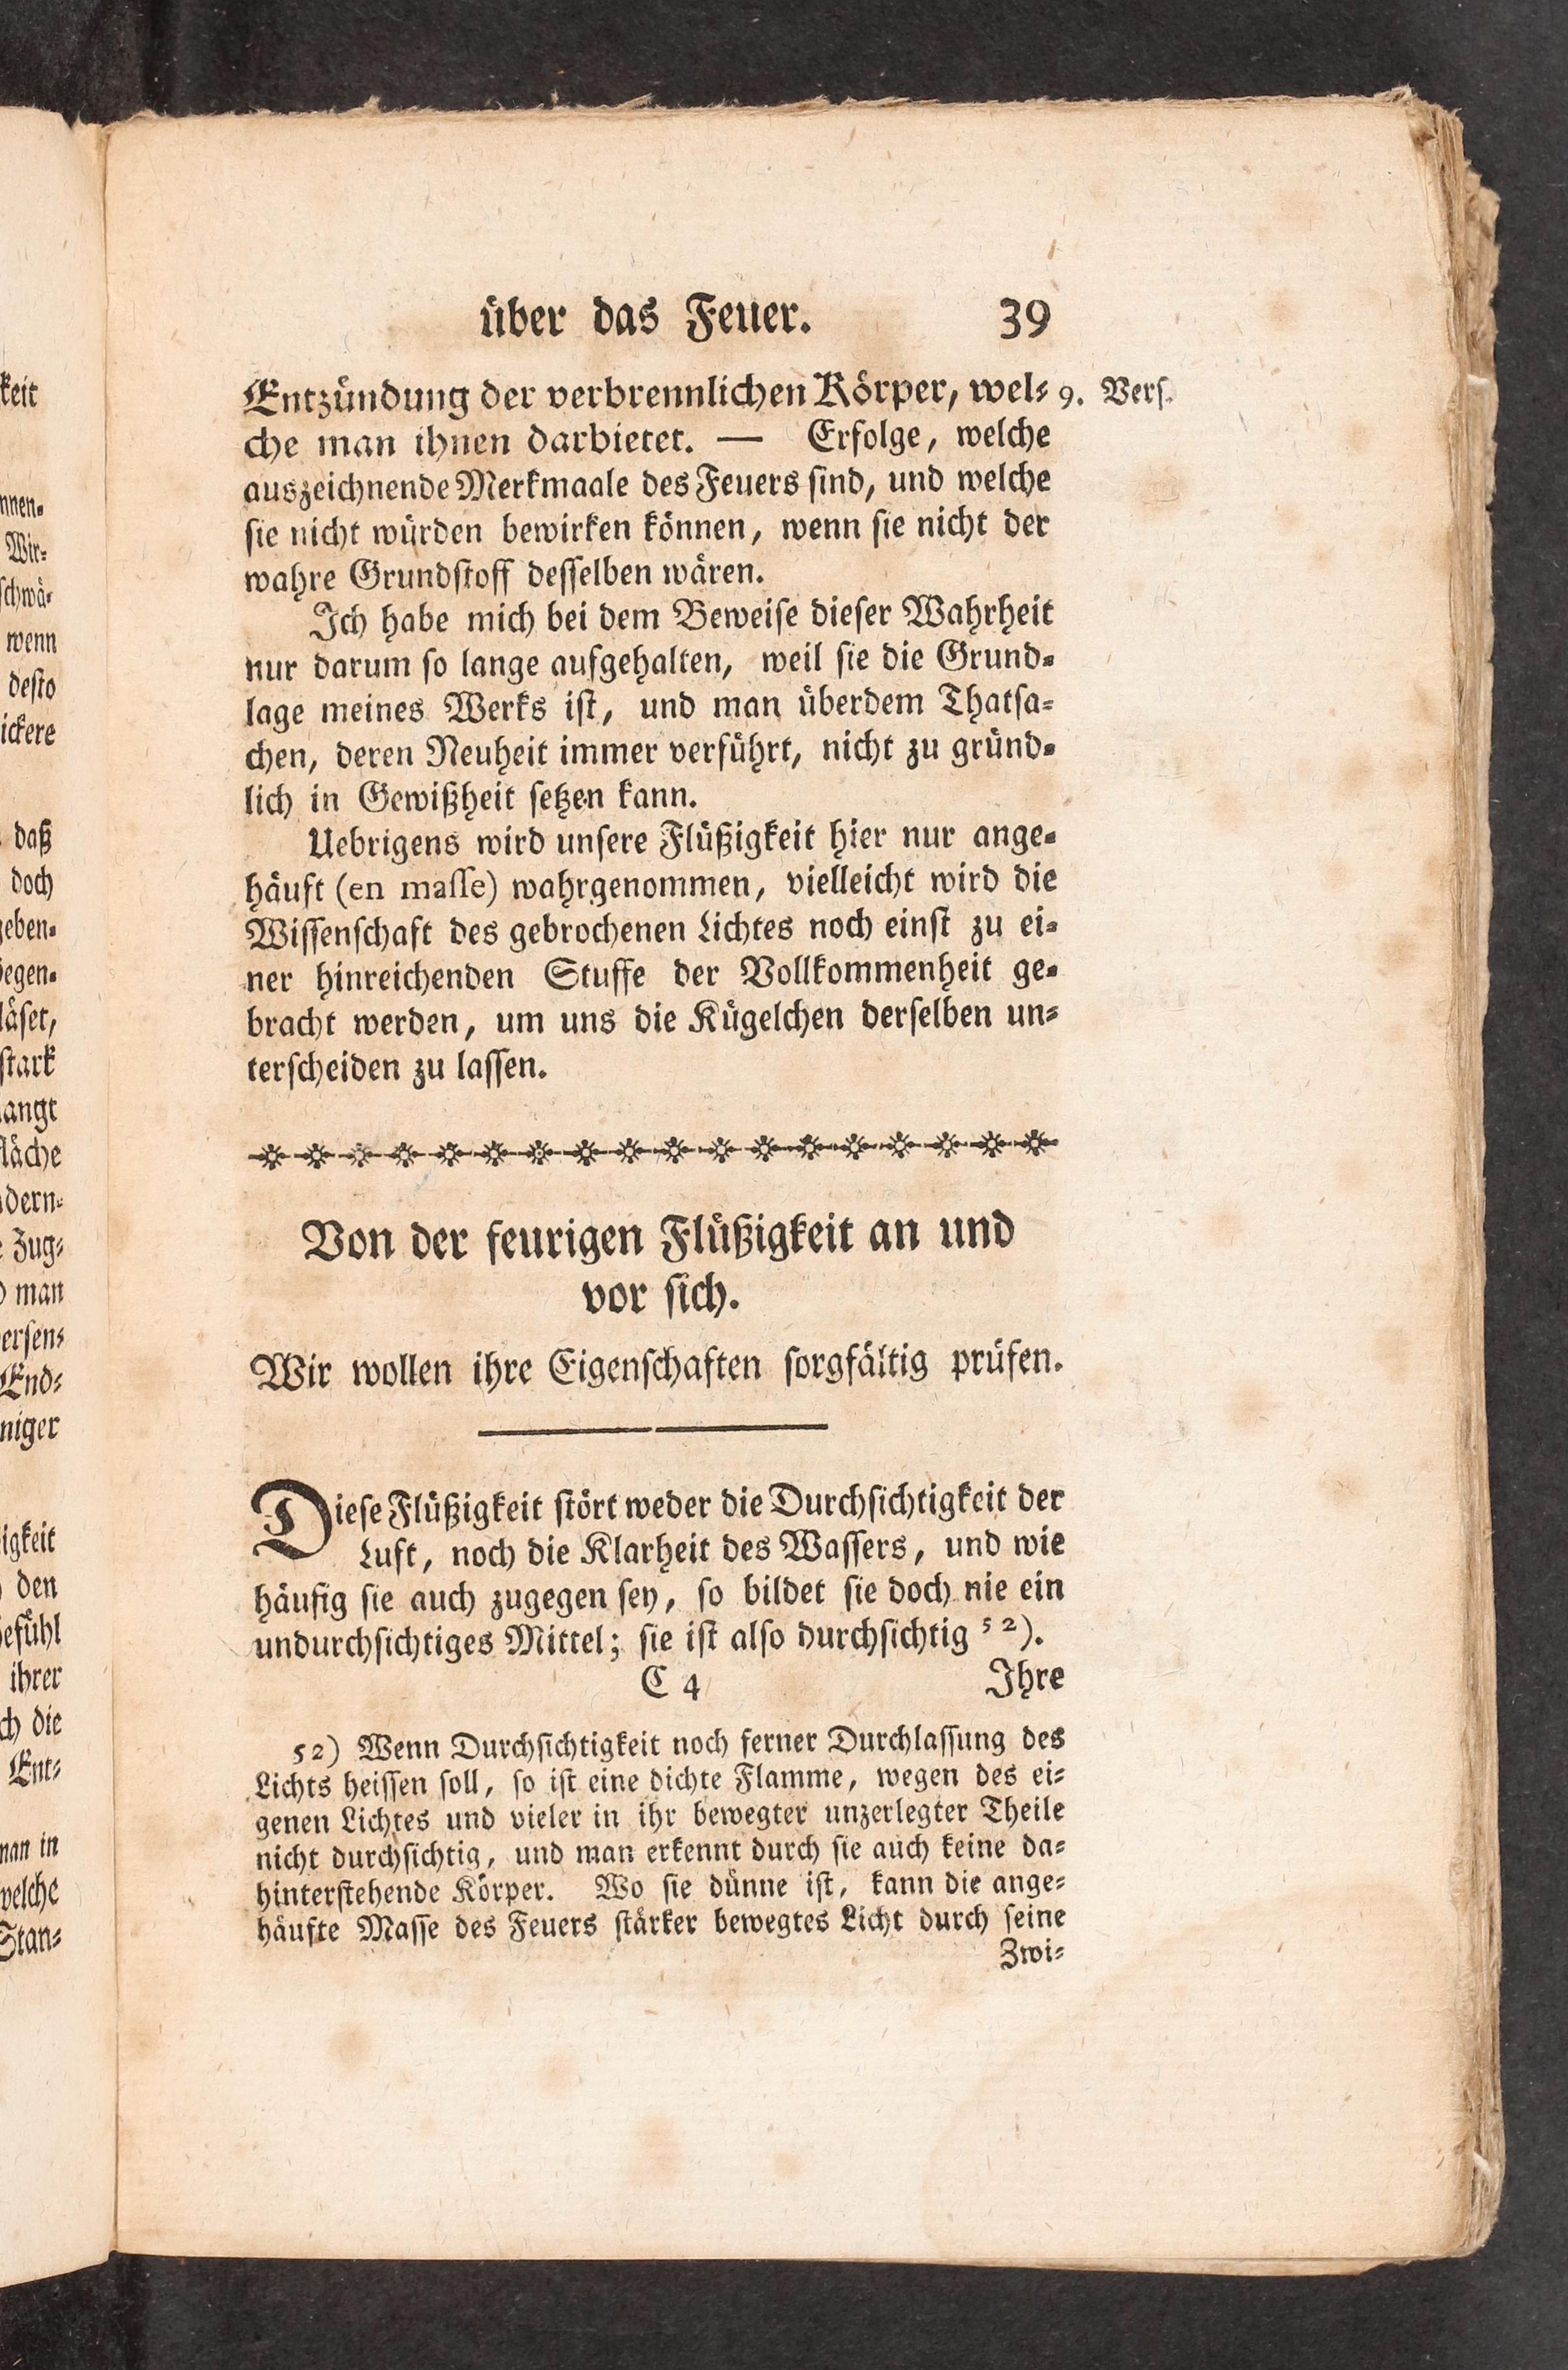 über das Feuer. 39
Entzündung der verbrennlichen Körper, wel- 9. Vers.
che man ihnen darbietet. — Erfolge, welche
auszeichnende Merkmaale des Feuers sind, und welche
sie nicht würden bewirken können, wenn sie nicht der
wahre Grundstoff desselben wären.
Ich habe mich bei dem Beweise dieser Wahrheit
nur darum so lange aufgehalten, weil sie die Grund-
lage meines Werks ist, und man überdem Thatsa-
chen, deren Neuheit immer verführt, nicht zu gründ-
lich in Gewißheit setzen kann.
Uebrigens wird unsere Flüßigkeit hier nur ange-
häuft (en masse) wahrgenommen, vielleicht wird die
Wissenschaft des gebrochenen Lichtes noch einst zu ei-
ner hinreichenden Stuffe der Vollkommenheit ge-
bracht werden, um uns die Kügelchen derselben un-
terscheiden zu lassen.
Von der feurigen Flüßigkeit an und
vor sich.
Wir wollen ihre Eigenschaften sorgfältig prüfen.
Diese Flüßigkeit stört weder die Durchsichtigkeit der
Luft, noch die Klarheit des Wassers, und wie
häufig sie auch zugegen sey, so bildet sie doch nie ein
undurchsichtiges Mittel; sie ist also durchsichtig 52).
C 4 Ihre
52) Wenn Durchsichtigkeit noch ferner Durchlassung des
Lichts heissen soll, so ist eine dichte Flamme, wegen des ei-
genen Lichtes und vieler in ihr bewegter unzerlegter Theile
nicht durchsichtig, und man erkennt durch sie auch keine da-
hinterstehende Körper. Wo sie dünne ist, kann die ange-
häufte Masse des Feuers stärker bewegtes Licht durch seine
Zwi-